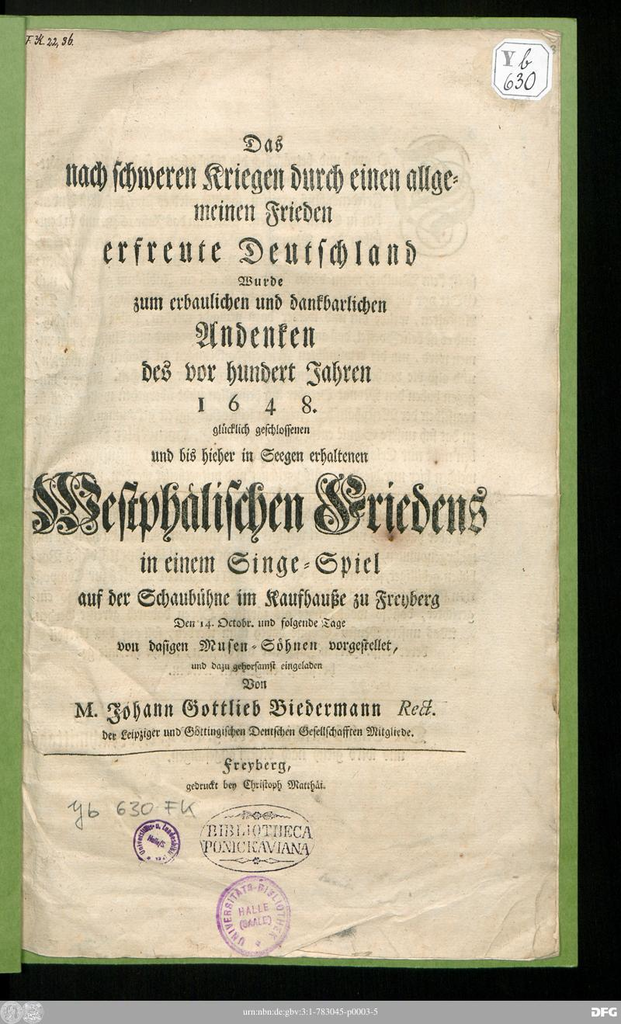 F. K. 22, 36.
Yb
630
Das
nach schweren Kriegen durch einen allge-
meinen Frieden
erfreute Deutschland
Wurde
zum erbaulichen und dankbarlichen
Andenken
des vor hundert Jahren
1 6 4 8.
glücklich geschlossenen
und bis hieher in Seegen erhaltenen
Westphälischen Friedens
in einem Singe-Spiel
auf der Schaubühne im Kaufhauße zu Freyberg
Den 14. Octobr. und folgende Tage
von dasigen Musen-Söhnen vorgestellet,
und dazu gehorsamst eingeladen
Von
M. Johann Gottlieb Biedermann Rect.
der Leipziger und Göttingischen Deutschen Gesellschafften Mitgliede.
Freyberg,
gedruckt bey Christoph Matthäi.
Yb 630 FK
BIBLIOTHECA
PONICKAVIANA
UNIVERSITÄTS-BIBLIOTHEK
HALLE
(SAALE)
urn:nbn:de:gbv:3:1-783045-p0003-5
DFG